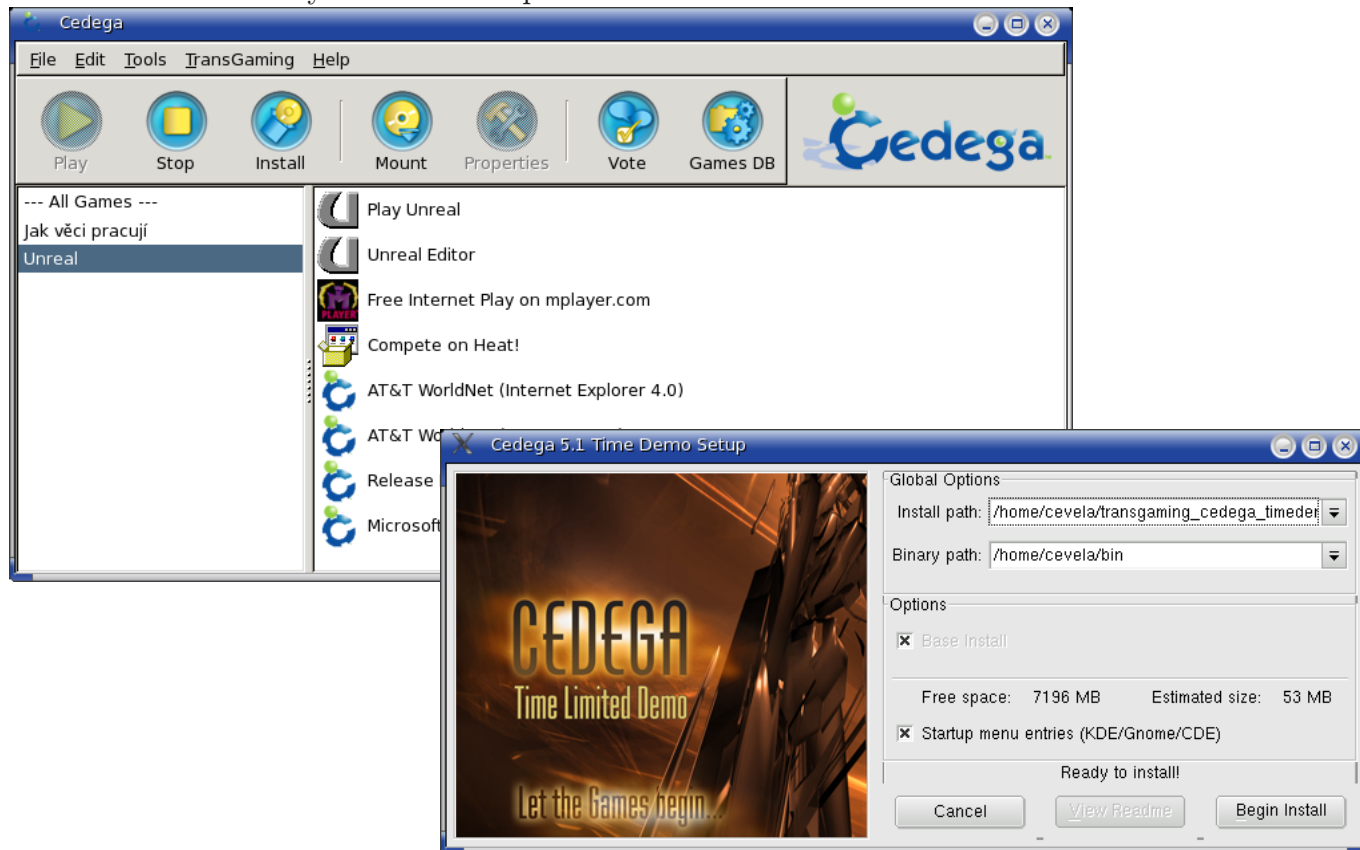 Cedega
File Edit Tools TransGaming Help
Play Stop Install Mount Properties Vote Games DB
Cedega
--- All Games ---
Jak věci pracují
Unreal
Play Unreal
Unreal Editor
Free Internet Play on mplayer.com
Compete on Heat!
AT&T WorldNet (Internet Explorer 4.0)
AT&T
Release
Microsoft
Cedega 5.1 Time Demo Setup
CEDEGA
Time Limited Demo
Let the Games begin...
Global Options
Install path: /home/cevela/transgaming_cedega_timeder
Binary path: /home/cevela/bin
Options
Base Install
Free space: 7196 MB Estimated size: 53 MB
Startup menu entries (KDE/Gnome/CDE)
Ready to install!
Cancel View Readme Begin Install